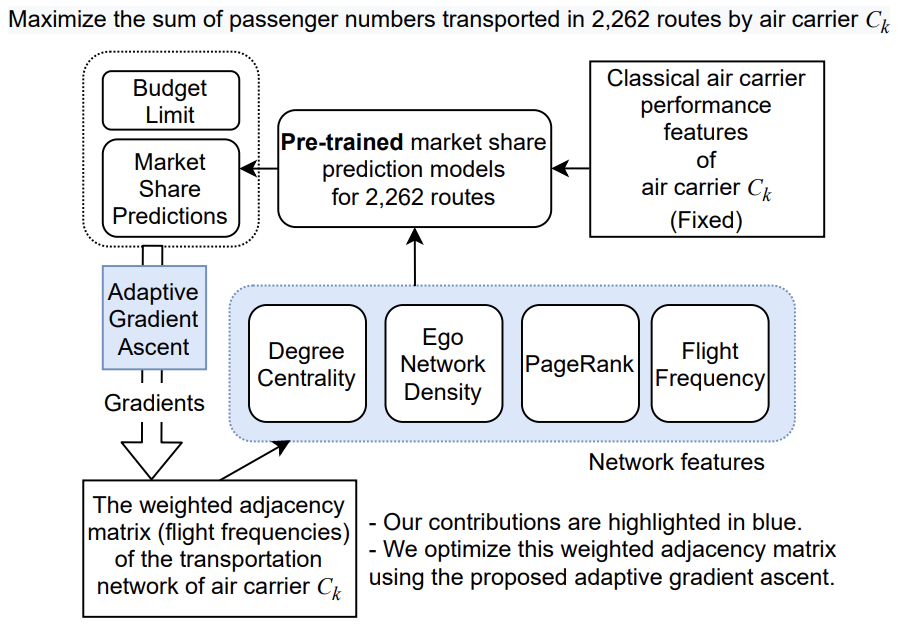 Maximize the sum of passenger numbers transported in 2,262 routes by air carrier Cₖ
Budget
Limit
Market
Share
Predictions
Pre-trained market share
prediction models
for 2,262 routes
Classical air carrier
performance
features
of
air carrier Cₖ
(Fixed)
Adaptive
Gradient
Ascent
Gradients
Degree
Centrality
Ego
Network
Density
PageRank
Flight
Frequency
Network features
The weighted adjacency
matrix (flight frequencies)
of the transportation
network of air carrier Cₖ
- Our contributions are highlighted in blue.
- We optimize this weighted adjacency matrix
using the proposed adaptive gradient ascent.